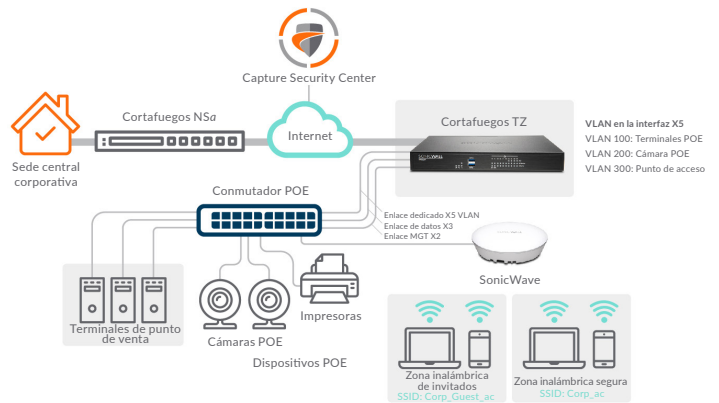 Capture Security Center
Cortafuegos NSa
Internet
Cortafuegos TZ
VLAN en la interfaz X5
VLAN 100: Terminales POE
VLAN 200: Cámara POE
VLAN 300: Punto de acceso
Sede central
corporativa
Conmutador POE
Enlace dedicado X5 VLAN
Enlace de datos X3
Enlace MGT X2
SonicWave
Terminales de punto
de venta
Cámaras POE
Impresoras
Dispositivos POE
Zona inalámbrica
de invitados
SSID: Corp_Guest_ac
Zona inalámbrica segura
SSID: Corp_ac